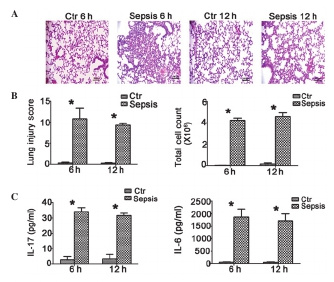 A
Ctr 6 h
Sepsis 6 h
Ctr 12 h
Sepsis 12 h
B
Lung injury score
15
10
5
0
*
*
Ctr
Sepsis
6 h
12 h
Total cell count
(X10⁶)
6
4
2
0
*
*
Ctr
Sepsis
6 h
12 h
C
IL-17 (pg/ml)
40
30
20
10
0
*
*
Ctr
Sepsis
6 h
12 h
IL-6 (pg/ml)
2500
2000
1500
1000
500
0
*
*
Ctr
Sepsis
6 h
12 h